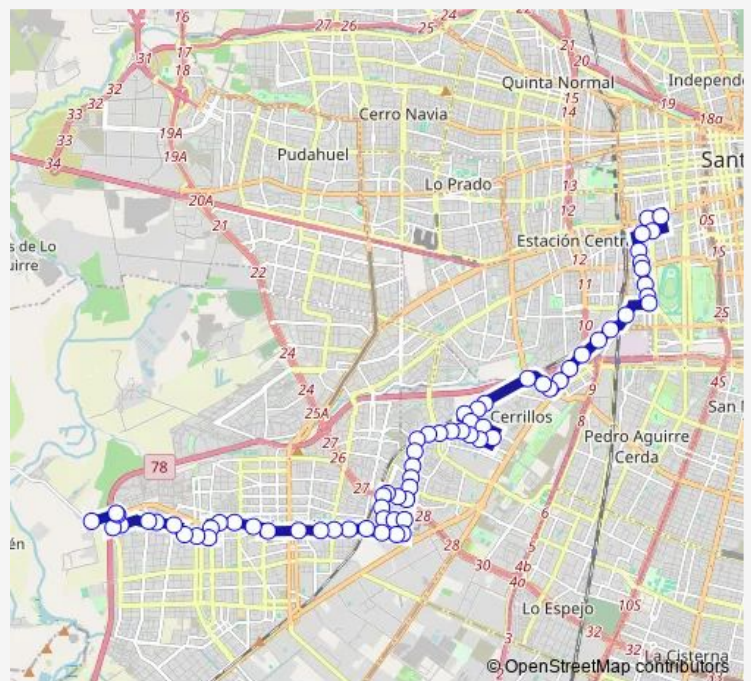 16
27 26
24
25
22
31
17
18
21
20
Quinta Normal
Independ
32
32
33
15
14
19
Cerro Navia
18a
33
19A
19A
34
Pudahuel
Sant
Lo Prado
13
12
20A
21
0S
Estación Centr
1S
s de Lo
uirre
22
12
11
10
2S
24
24
25A
9
4S
Cerrillos
San M
8
27
26
Pedro Aguirre
Cerda
78
27
28
28
6
én
5
30
4b
4a
Lo Espejo
10S
3
32
32
La Cisterna
© OpenStreetMap contributors